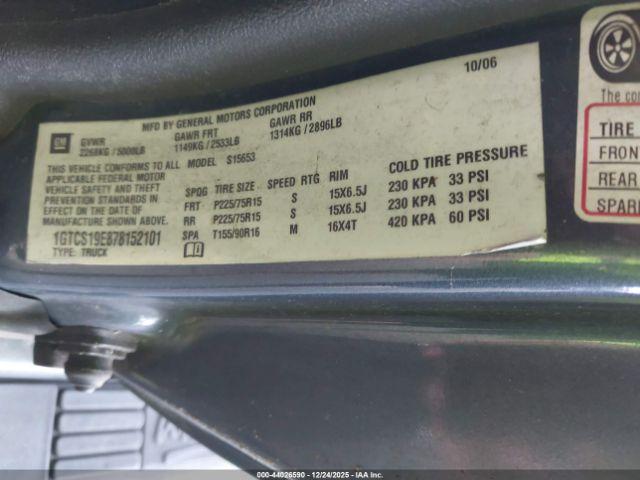 10/06
MFD BY GENERAL MOTORS CORPORATION
GM GVWR GAWR FRT GAWR RR
2268KG / 5000LB 1149KG / 2533LB 1314KG / 2896LB
THIS VEHICLE CONFORMS TO ALL MODEL S15653
APPLICABLE FEDERAL MOTOR
VEHICLE SAFETY AND THEFT
PREVENTION STANDARDS IN
EFFECT ON THE DATE OF
MANUFACTURE SHOWN ABOVE.
1GTCS19E878152101
TYPE: TRUCK
SPDG TIRE SIZE SPEED RTG RIM COLD TIRE PRESSURE
FRT P225/75R15 S 15X6.5J 230 KPA 33 PSI
RR P225/75R15 S 15X6.5J 230 KPA 33 PSI
SPA T155/90R16 M 16X4T 420 KPA 60 PSI
The co
TIRE
FRON
REAR
SPAR
000-44026590 - 12/24/2025 - IAA Inc.